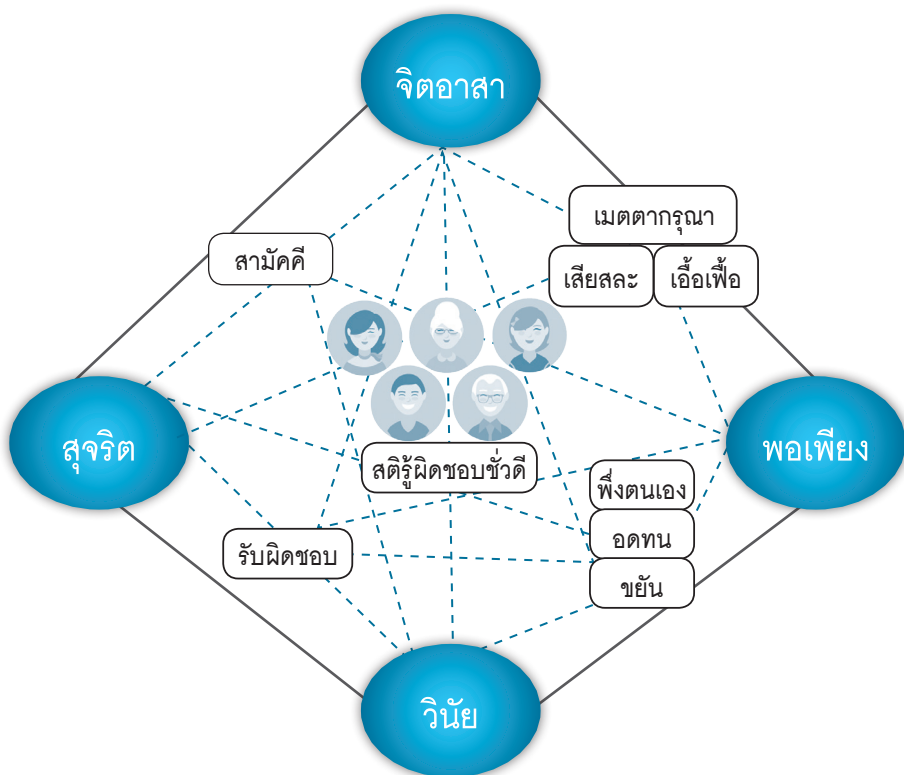 จิตอาสา
เมตตากรุณา
สามัคคี
เสียสละ
เอื้อเฟื้อ
สุจริต
พอเพียง
สติรู้ผิดชอบชั่วดี
พึ่งตนเอง
อดทน
รับผิดชอบ
ขยัน
วินัย